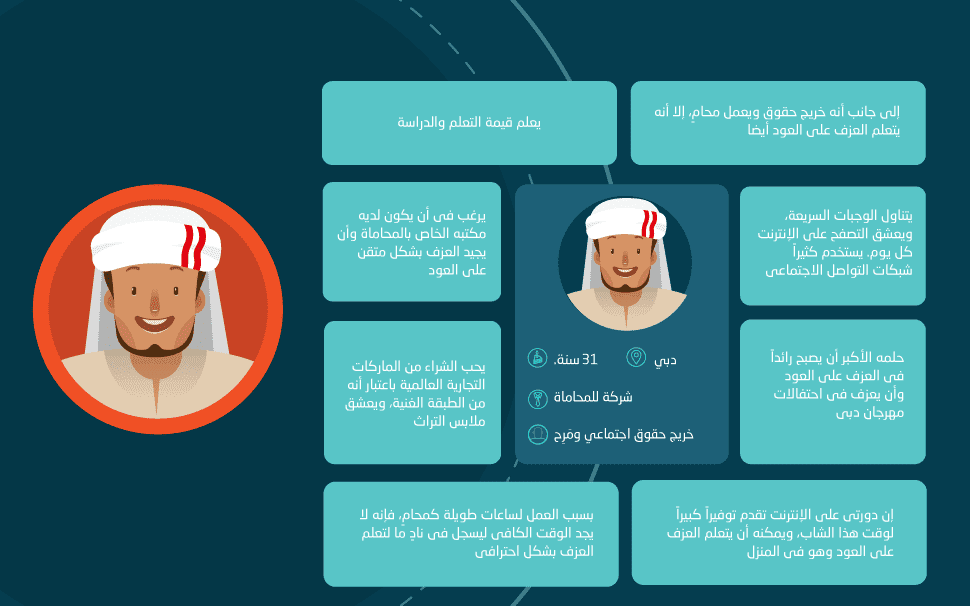 إلى جانب أنه خريج حقوق ويعمل محامٍ، إلا أنه
يتعلم العزف على العود أيضا
يعلم قيمة التعلم والدراسة
يتناول الوجبات السريعة،
ويعشق التصفح على الإنترنت
كل يوم. يستخدم كثيراً
شبكات التواصل الاجتماعى
يرغب فى أن يكون لديه
مكتبه الخاص بالمحاماة وأن
يجيد العزف بشكل متقن
على العود
دبي
31 سنة.
شركة للمحاماة
خريج حقوق اجتماعي ومَرِح
حلمه الأكبر أن يصبح رائداً
فى العزف على العود
وأن يعزف فى احتفالات
مهرجان دبى
يحب الشراء من الماركات
التجارية العالمية باعتبار أنه
من الطبقة الغنية، ويعشق
ملابس التراث
إن دورتى على الإنترنت تقدم توفيراً كبيراً
لوقت هذا الشاب، ويمكنه أن يتعلم العزف
على العود وهو فى المنزل
بسبب العمل لساعات طويلة كمحامٍ، فإنه لا
يجد الوقت الكافى ليسجل فى نادٍ مًا لتعلم
العزف بشكل احترافى